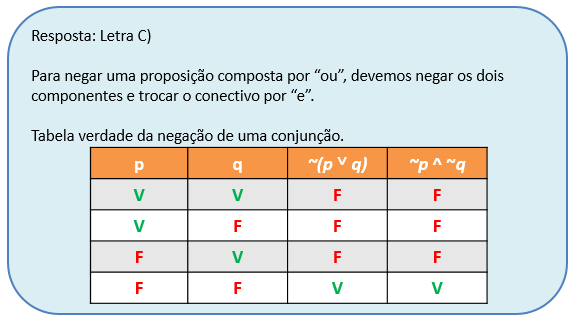 Resposta: Letra C)
Para negar uma proposição composta por “ou”, devemos negar os dois
componentes e trocar o conectivo por “e”.
Tabela verdade da negação de uma conjunção.
p q ~(p ˅ q) ~p ^ ~q
V V F F
V F F F
F V F F
F F V V